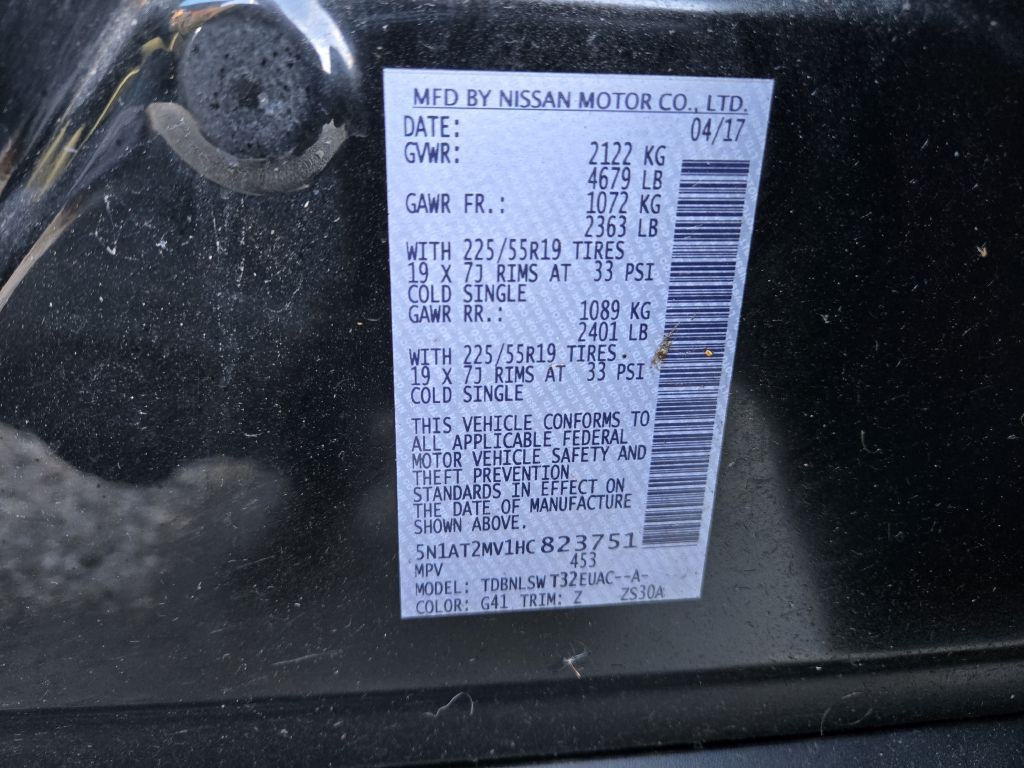 MFD BY NISSAN MOTOR CO., LTD.
DATE: 04/17
GVWR: 2122 KG
4679 LB
GAWR FR.: 1072 KG
2363 LB
WITH 225/55R19 TIRES
19 X 7J RIMS AT 33 PSI
COLD SINGLE
GAWR RR.: 1089 KG
2401 LB
WITH 225/55R19 TIRES.
19 X 7J RIMS AT 33 PSI
COLD SINGLE
THIS VEHICLE CONFORMS TO
ALL APPLICABLE FEDERAL
MOTOR VEHICLE SAFETY AND
THEFT PREVENTION
STANDARDS IN EFFECT ON
THE DATE OF MANUFACTURE
SHOWN ABOVE.
5N1AT2MV1HC 823751
MPV 453
MODEL: TDBNLSW T32EUAC--A-
COLOR: G41 TRIM: Z ZS30A